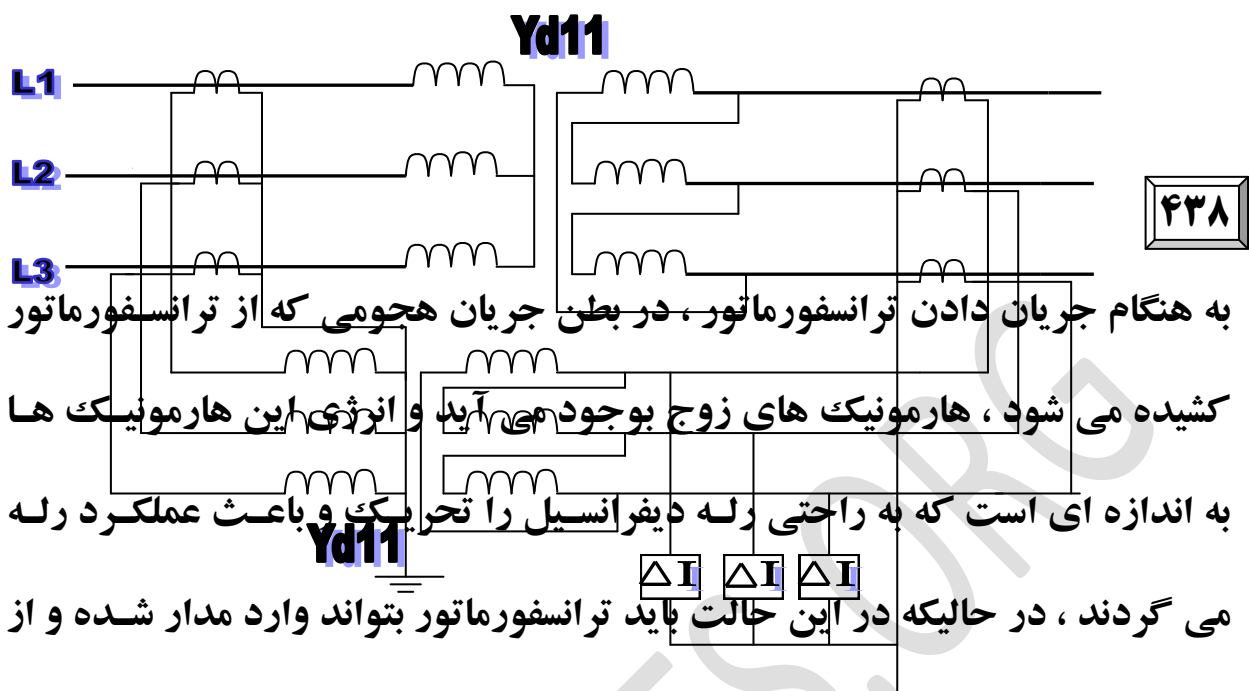 Yd11
L1
L2
۴۳۸
L3
به هنگام جریان دادن ترانسفورماتور ، در بطن جریان هجومی که از ترانسفورماتور
کشیده می شود ، هارمونیک های زوج بوجود می آید و انرژی این هارمونیک ها
به اندازه ای است که به راحتی رله دیفرانسیل را تحریک و باعث عملکرد رله
Yd11
ΔI ΔI ΔI
می گردند ، در حالیکه در این حالت باید ترانسفورماتور بتواند وارد مدار شده و از
S.ORG